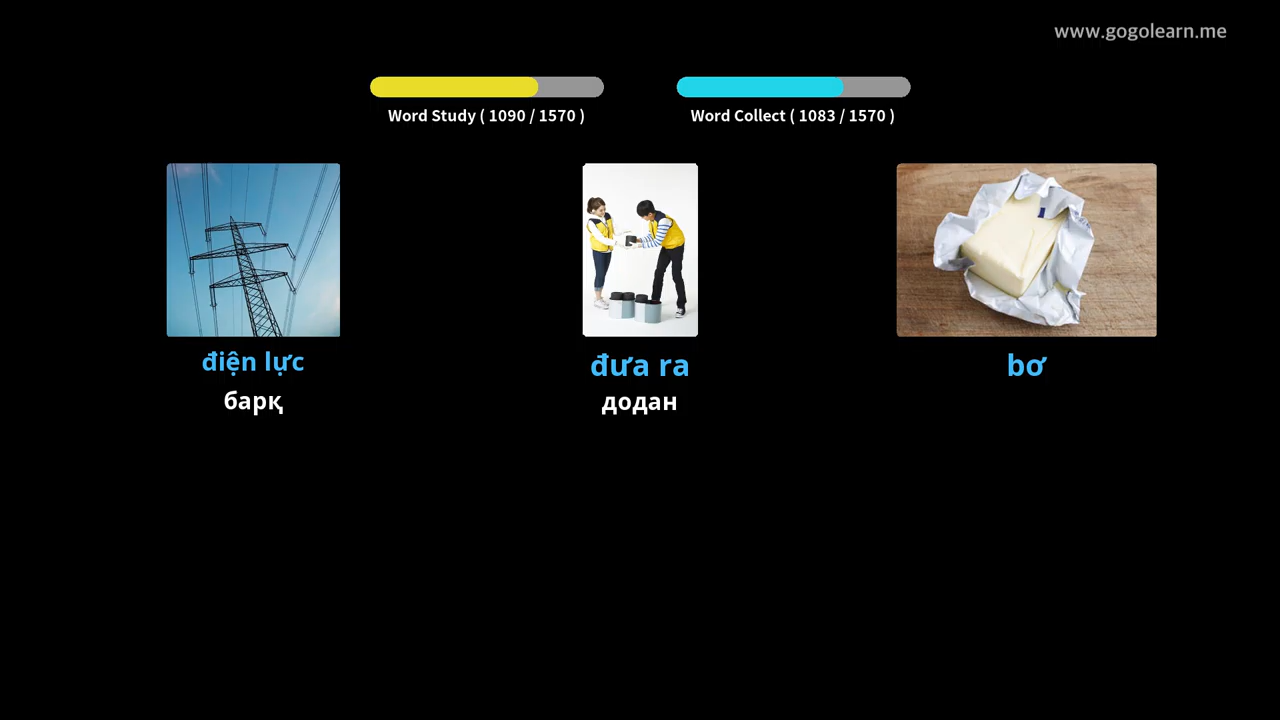 www.gogolearn.me
Word Study ( 1090 / 1570 )
Word Collect ( 1083 / 1570 )
điện lực
барқ
đưa ra
додан
bơ